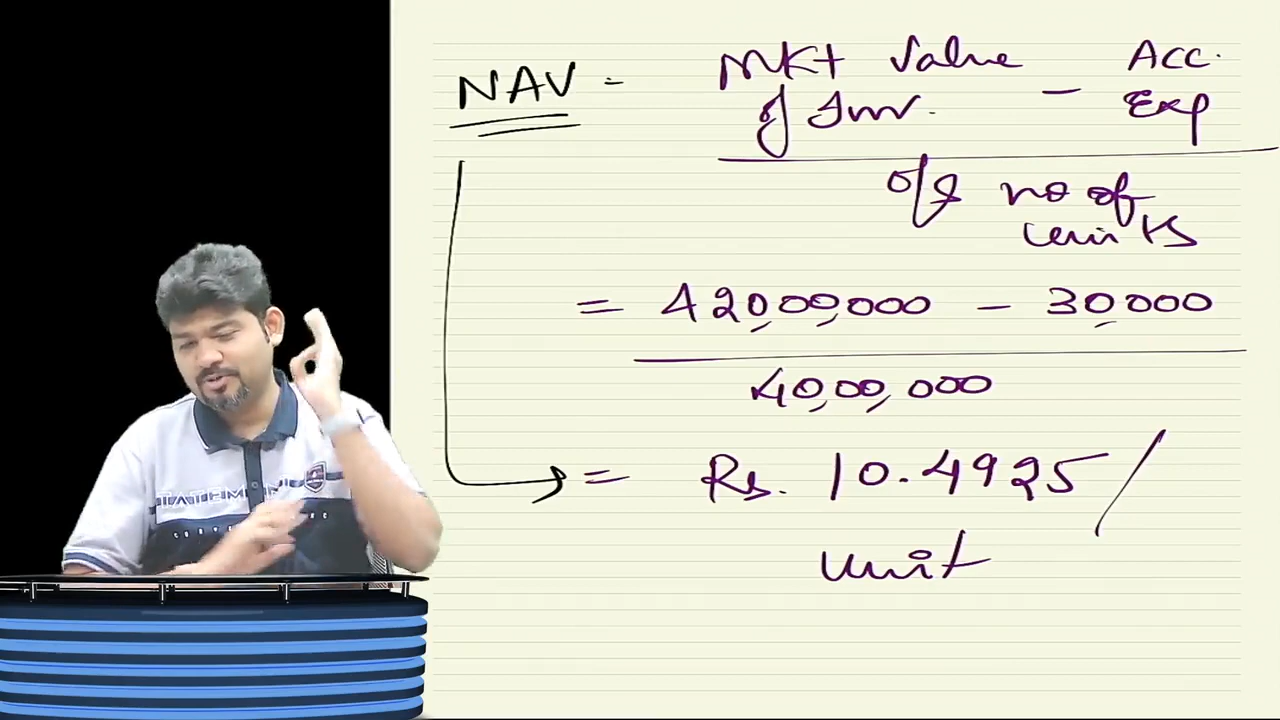 NAV = Mkt Value of Inv. - Acc. Exp
o/s no of units
= 420,00,000 - 30,000
40,00,000
= Rs. 10.4925 /
unit